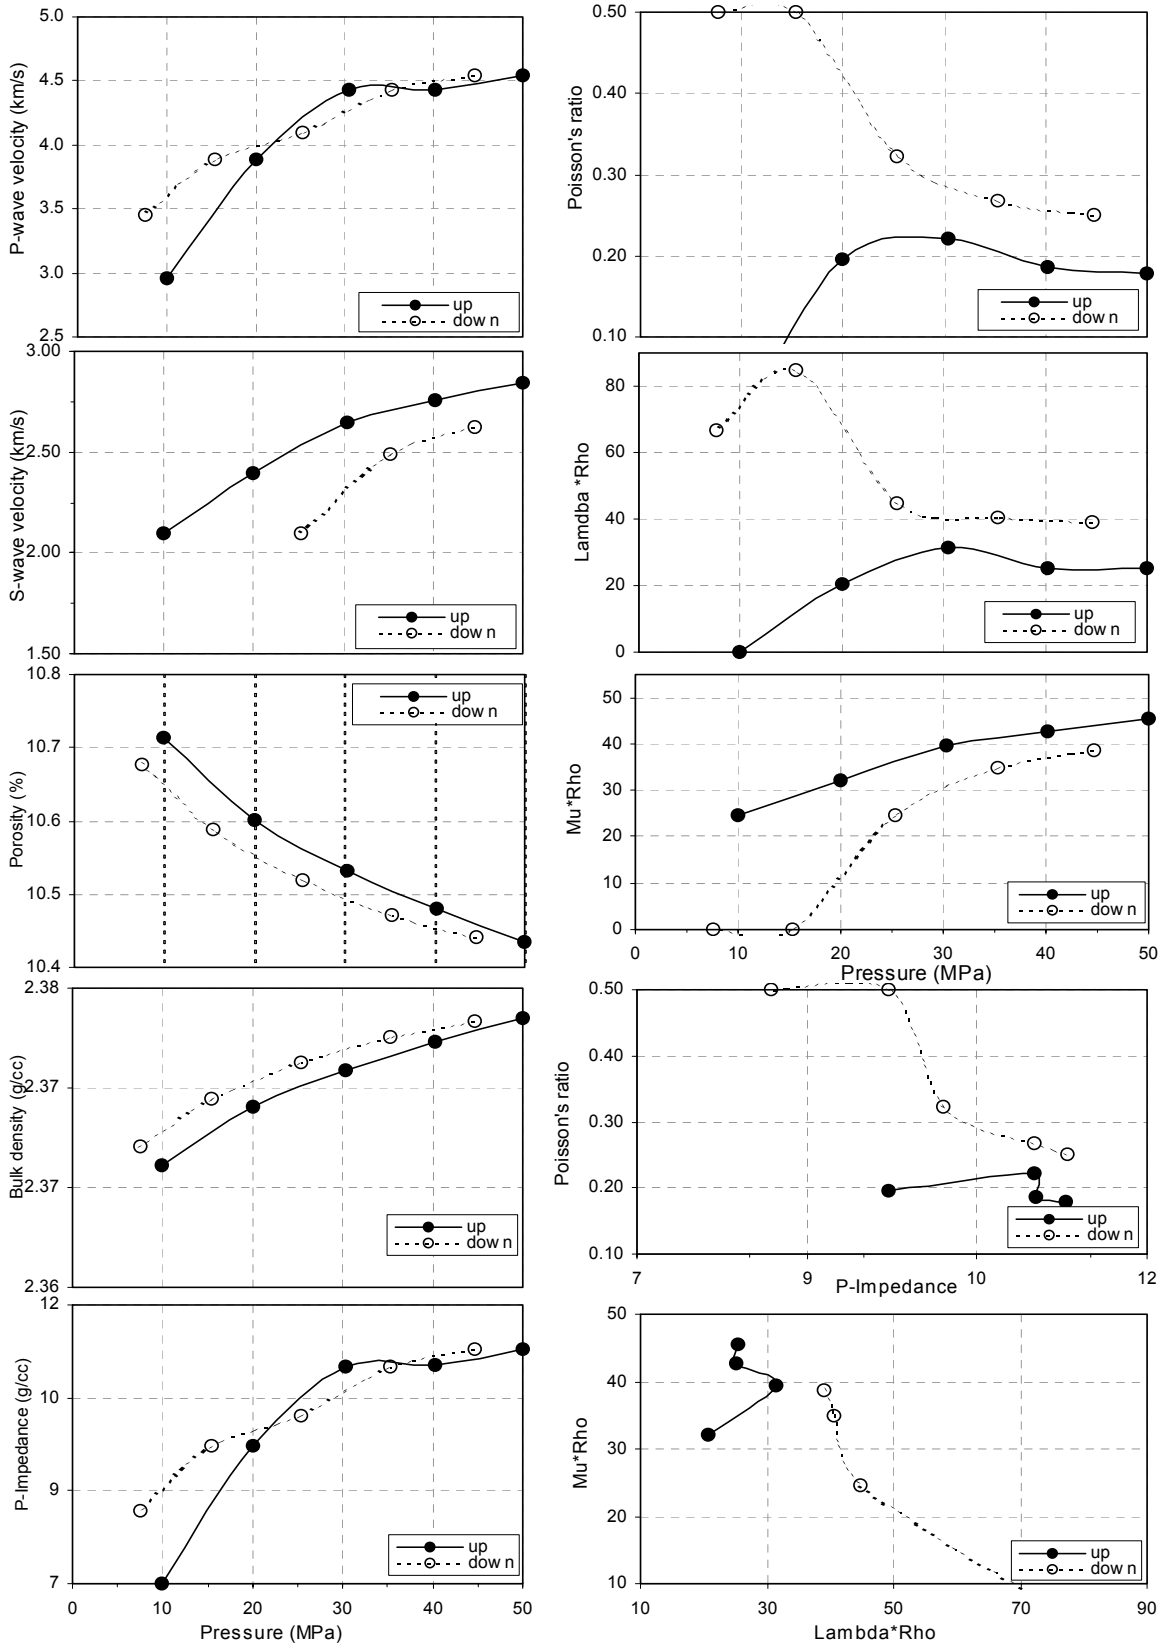 5.0
4.5
4.0
3.5
3.0
2.5
P-wave velocity (km/s)
up
dow n
3.00
2.50
2.00
1.50
S-wave velocity (km/s)
up
dow n
10.8
10.7
10.6
10.5
10.4
Porosity (%)
up
dow n
2.38
2.37
2.37
2.36
Bulk density (g/cc)
up
dow n
12
10
9
7
P-Impedance (g/cc)
up
dow n
0 10 20 30 40 50
Pressure (MPa)
0.50
0.40
0.30
0.20
0.10
Poisson's ratio
up
dow n
80
60
40
20
0
Lamdba *Rho
up
dow n
50
40
30
20
10
0
Mu*Rho
up
dow n
0 10 20 30 40 50
Pressure (MPa)
0.50
0.40
0.30
0.20
0.10
Poisson's ratio
up
dow n
7 9 10 12
P-Impedance
50
40
30
20
10
Mu*Rho
up
dow n
10 30 50 70 90
Lambda*Rho